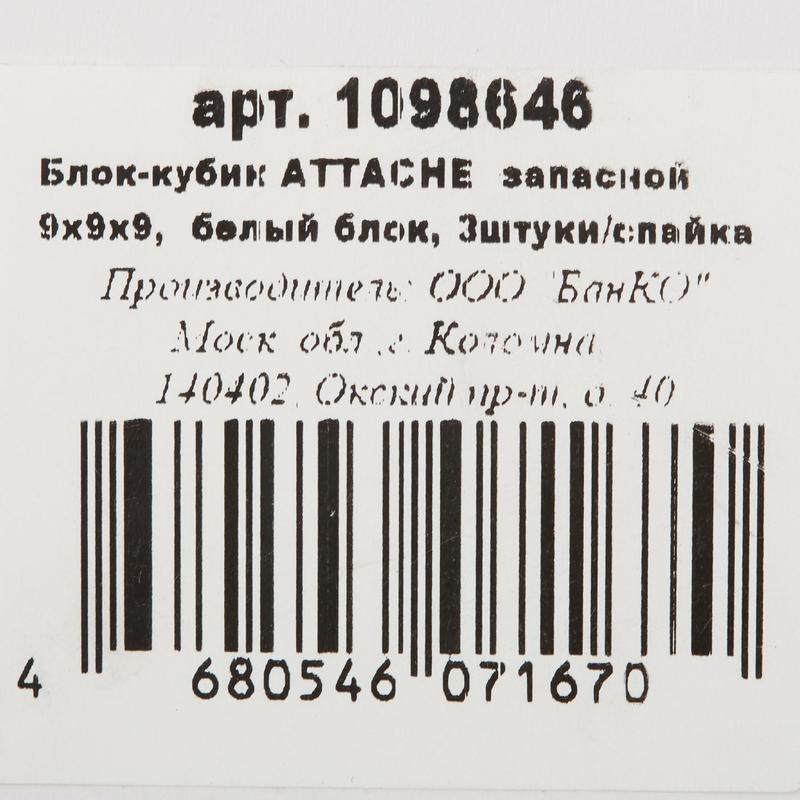 арт. 1098646
Блок-кубик ATTACHE запасной
9х9х9, белый блок, 3штуки/спайка
Производитель: ООО "БанКО"
Моск. обл., г. Коломна,
140402, Окский пр-т, д. 40
4 680546 071670